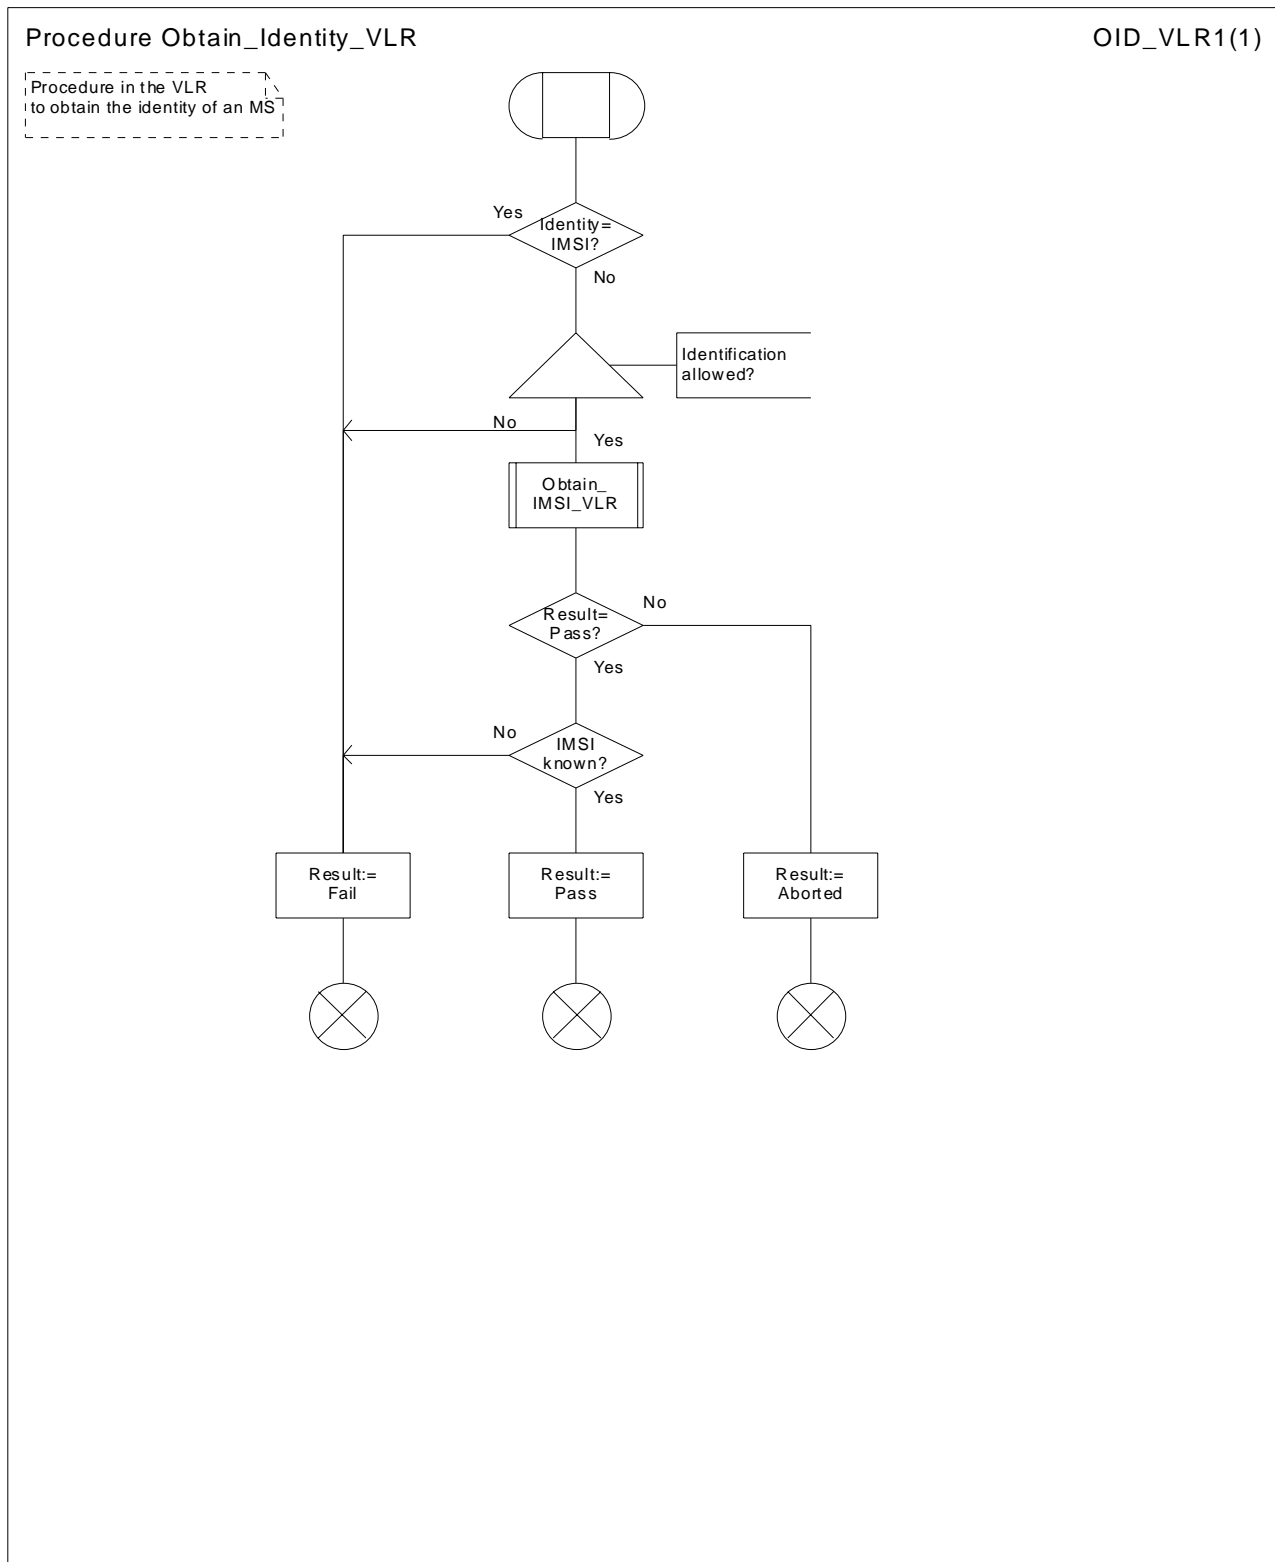 Procedure Obtain_Identity_VLR
OID_VLR1(1)
Procedure in the VLR
to obtain the identity of an MS
Yes
Identity=
IMSI?
No
Identification
allowed?
No
Yes
Obtain_
IMSI_VLR
Result=
Pass?
No
Yes
No
IMSI
known?
Yes
Result:=
Fail
Result:=
Pass
Result:=
Aborted